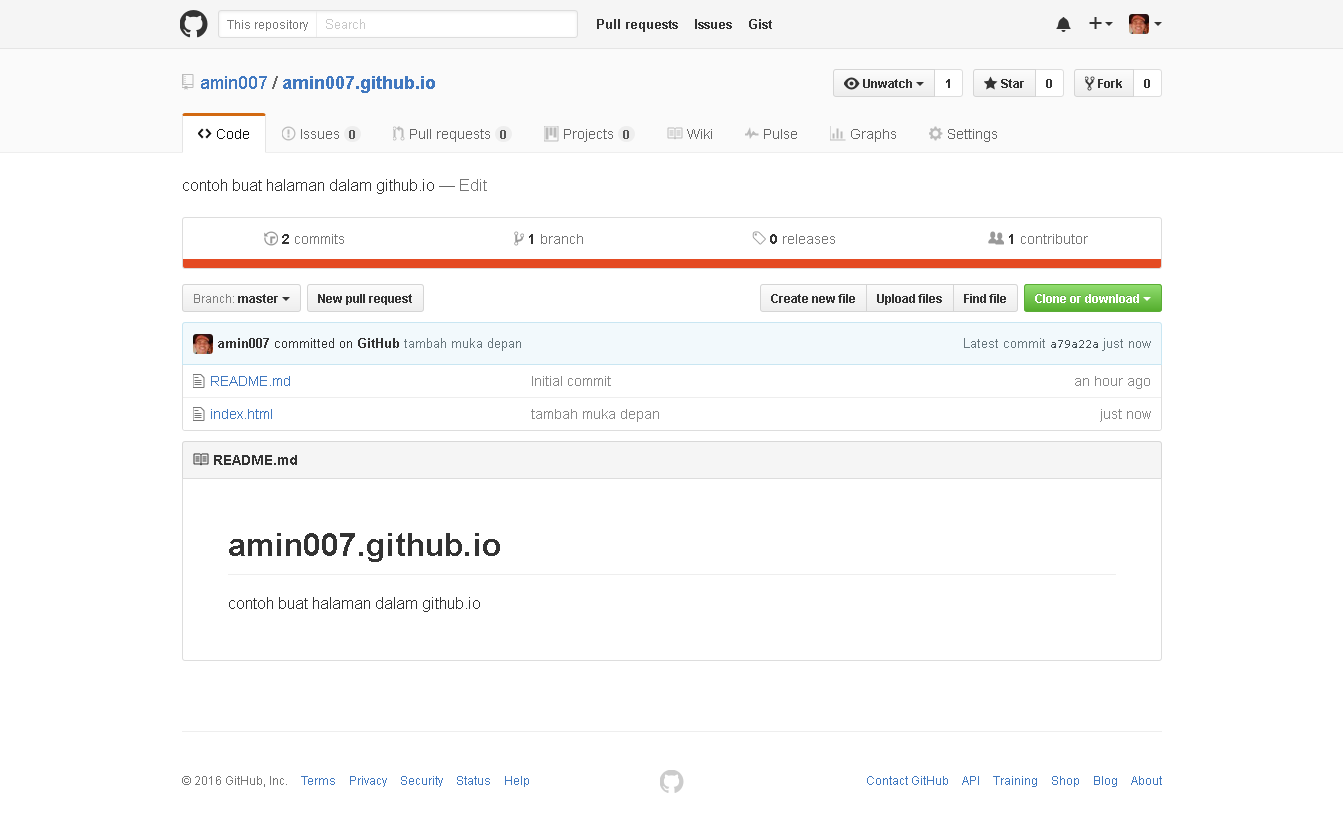 This repository Search Pull requests Issues Gist
amin007 / amin007.github.io Unwatch 1 Star 0 Fork 0
Code Issues 0 Pull requests 0 Projects 0 Wiki Pulse Graphs Settings
contoh buat halaman dalam github.io — Edit
2 commits 1 branch 0 releases 1 contributor
Branch: master New pull request Create new file Upload files Find file Clone or download
amin007 committed on GitHub tambah muka depan Latest commit a79a22a just now
README.md Initial commit an hour ago
index.html tambah muka depan just now
README.md
amin007.github.io
contoh buat halaman dalam github.io
© 2016 GitHub, Inc. Terms Privacy Security Status Help Contact GitHub API Training Shop Blog About